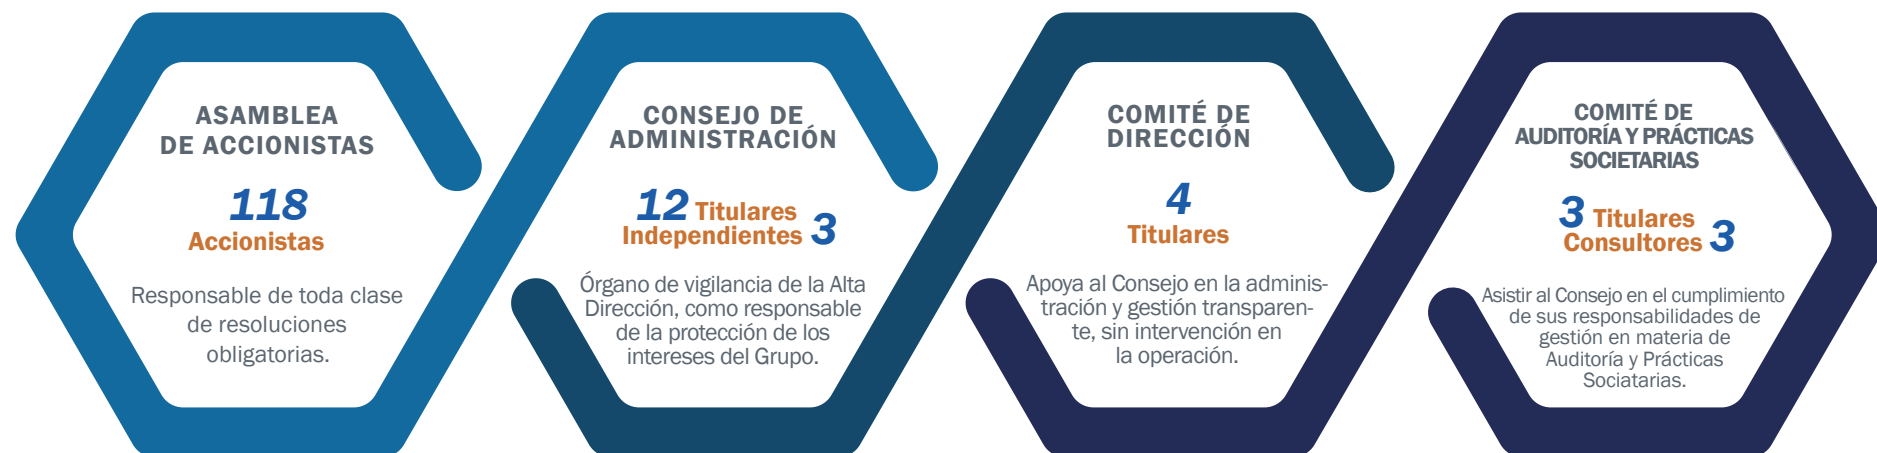 ASAMBLEA
DE ACCIONISTAS
118
Accionistas
Responsable de toda clase
de resoluciones
obligatorias.
CONSEJO DE
ADMINISTRACIÓN
12 Titulares
Independientes 3
Órgano de vigilancia de la Alta
Dirección, como responsable
de la protección de los
intereses del Grupo.
COMITÉ DE
DIRECCIÓN
4
Titulares
Apoya al Consejo en la adminis-
tración y gestión transparen-
te, sin intervención en
la operación.
COMITÉ DE
AUDITORÍA Y PRÁCTICAS
SOCIETARIAS
3 Titulares
Consultores 3
Asistir al Consejo en el cumplimiento
de sus responsabilidades de
gestión en materia de
Auditoría y Prácticas
Sociatarias.